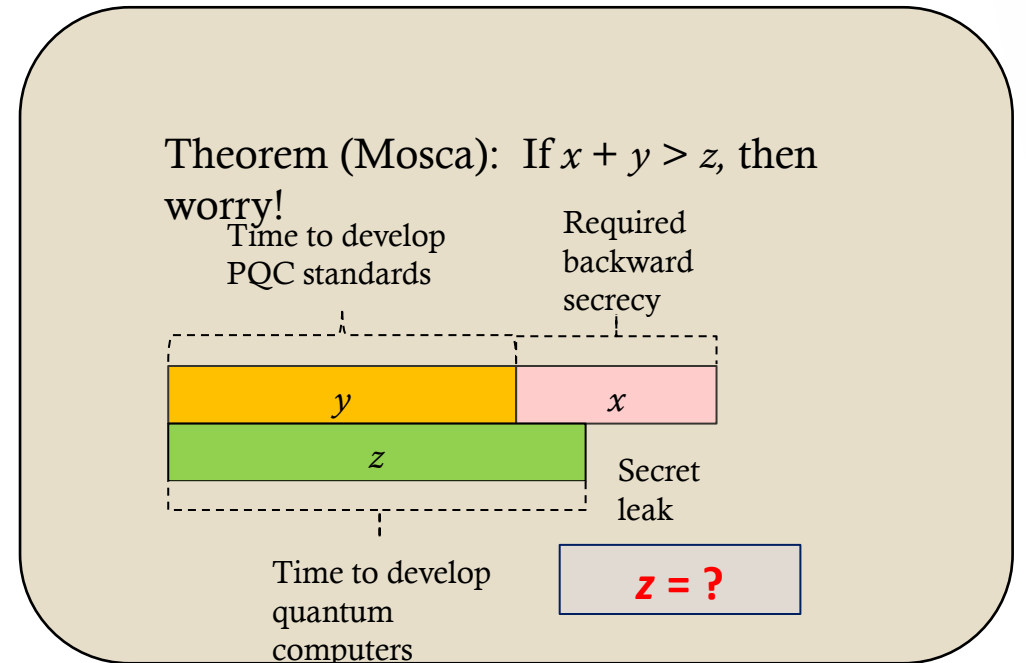 Theorem (Mosca):  If x + y > z, then
worry!
Time to develop
PQC standards
Required
backward
secrecy
y
x
z
Secret
leak
Time to develop
quantum
computers
z = ?